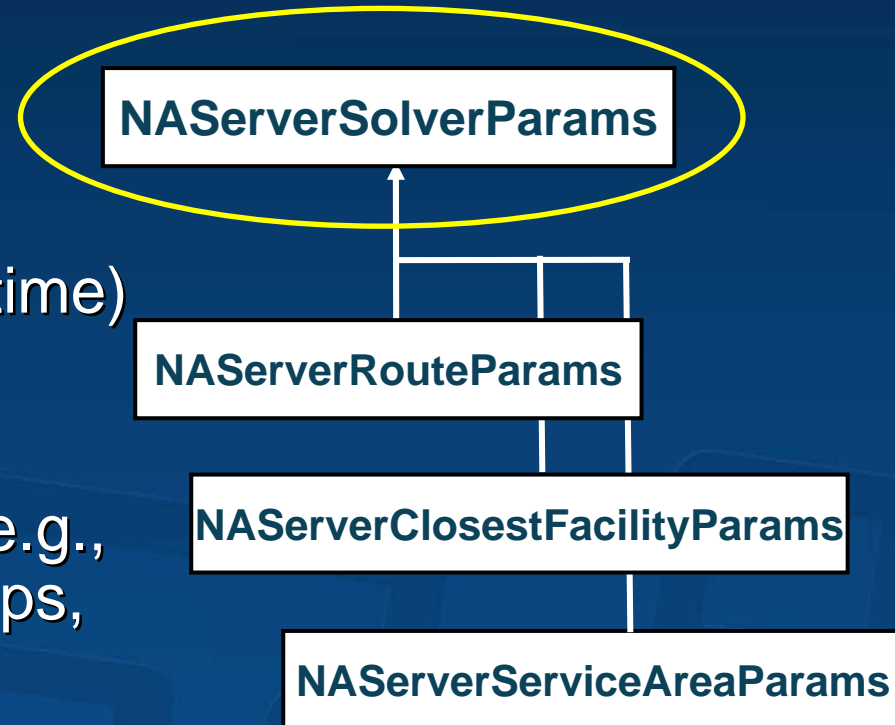 NAServerSolverParams
time)
NAServerRouteParams
e.g.,
NAServerClosestFacilityParams
ps,
NAServerServiceAreaParams